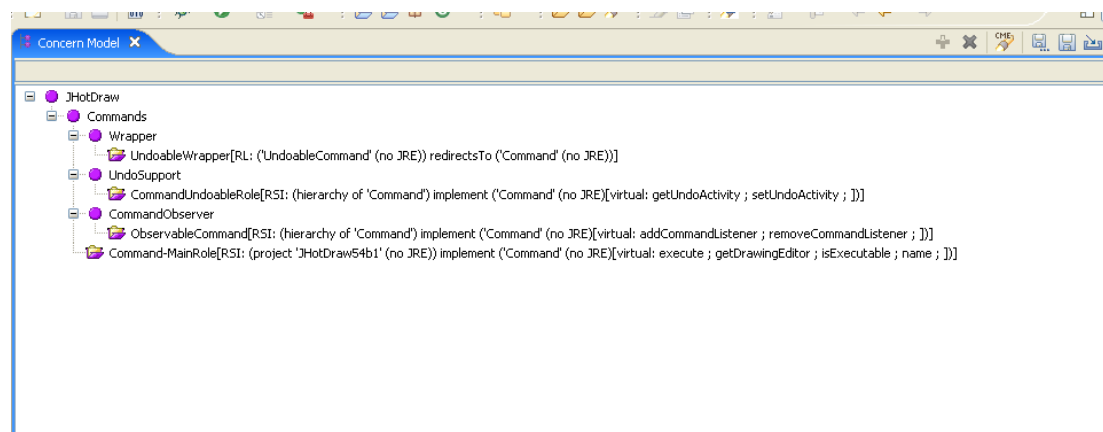 Concern Model
CME
JHotDraw
Commands
Wrapper
UndoableWrapper[RL: ('UndoableCommand' (no JRE)) redirectsTo ('Command' (no JRE))]
UndoSupport
CommandUndoableRole[RSI: (hierarchy of 'Command') implement ('Command' (no JRE)[virtual: getUndoActivity ; setUndoActivity ; ])]
CommandObserver
ObservableCommand[RSI: (hierarchy of 'Command') implement ('Command' (no JRE)[virtual: addCommandListener ; removeCommandListener ; ])]
Command-MainRole[RSI: (project 'JHotDraw54b1' (no JRE)) implement ('Command' (no JRE)[virtual: execute ; getDrawingEditor ; isExecutable ; name ; ])]